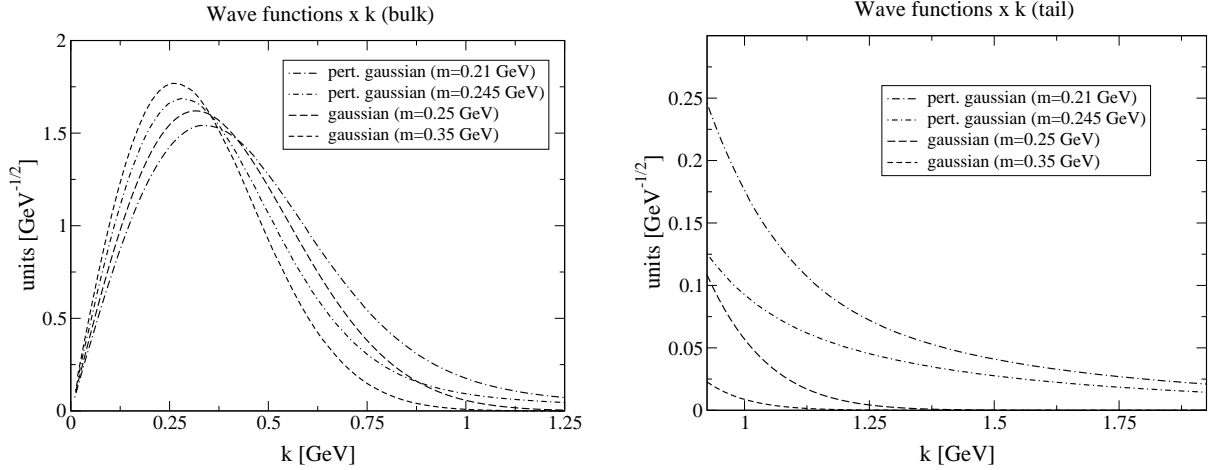 Wave functions x k (bulk)
2
1.5
1
0.5
0
units [GeV^-1/2]
pert. gaussian (m=0.21 GeV)
pert. gaussian (m=0.245 GeV)
gaussian (m=0.25 GeV)
gaussian (m=0.35 GeV)
0 0.25 0.5 0.75 1 1.25
k [GeV]
Wave functions x k (tail)
0.25
0.2
0.15
0.1
0.05
0
units [GeV^-1/2]
pert. gaussian (m=0.21 GeV)
pert. gaussian (m=0.245 GeV)
gaussian (m=0.25 GeV)
gaussian (m=0.35 GeV)
1 1.25 1.5 1.75
k [GeV]